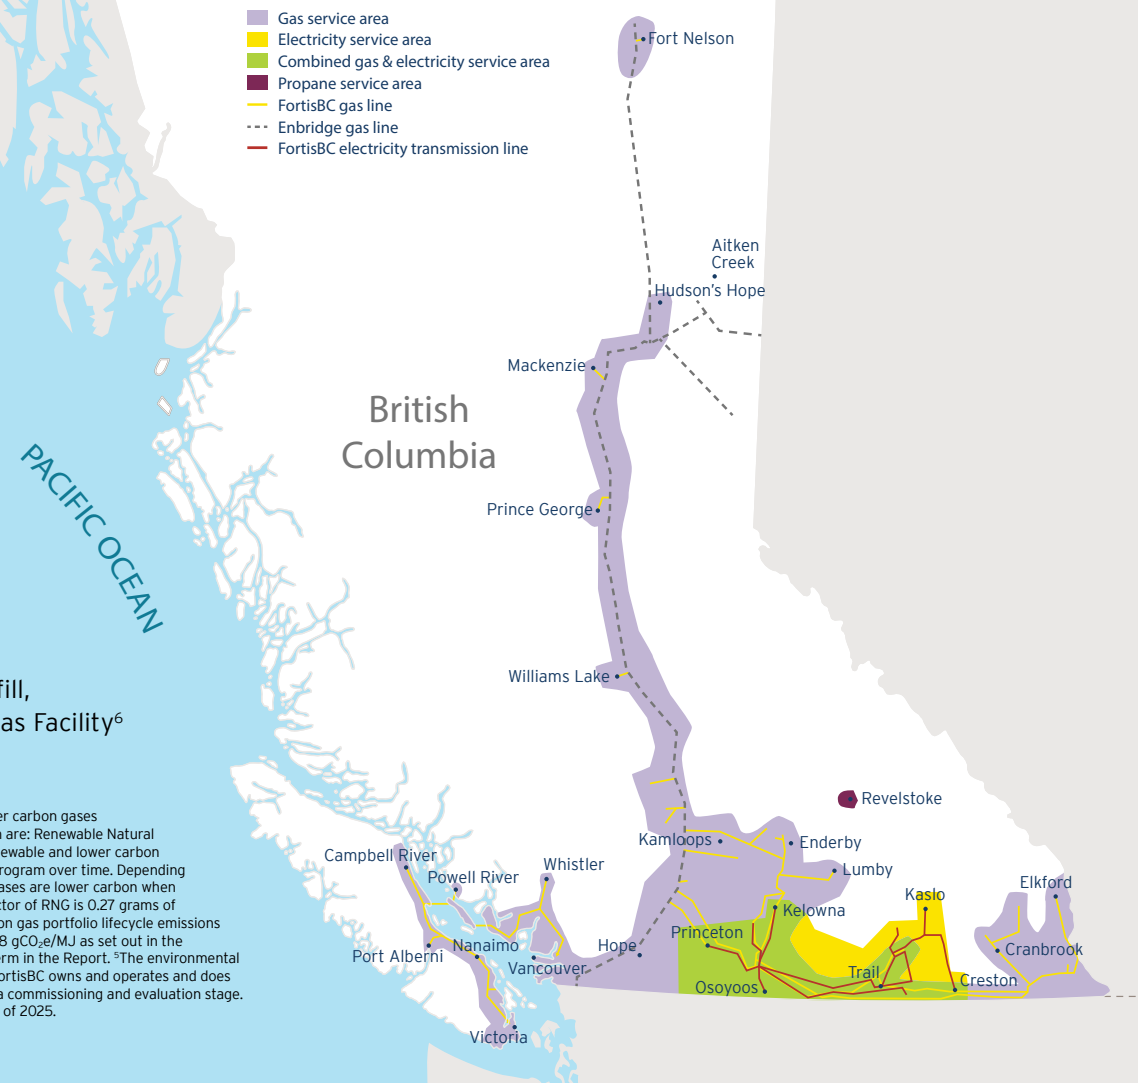 Gas service area
Electricity service area
Combined gas & electricity service area
Propane service area
FortisBC gas line
Enbridge gas line
FortisBC electricity transmission line
Fort Nelson
Aitken
Creek
Hudson's Hope
Mackenzie
British
Columbia
PACIFIC OCEAN
Prince George
Williams Lake
fill,
as Facility⁶
Revelstoke
er carbon gases
n are: Renewable Natural
ewable and lower carbon
rogram over time. Depending
ases are lower carbon when
ctor of RNG is 0.27 grams of
on gas portfolio lifecycle emissions
8 gCO₂e/MJ as set out in the
erm in the Report. ⁵The environmental
ortisBC owns and operates and does
a commissioning and evaluation stage.
of 2025.
Kamloops
Enderby
Lumby
Campbell River
Powell River
Whistler
Kaslo
Elkford
Kelowna
Princeton
Port Alberni
Nanaimo
Vancouver
Hope
Cranbrook
Trail
Creston
Osoyoos
Victoria